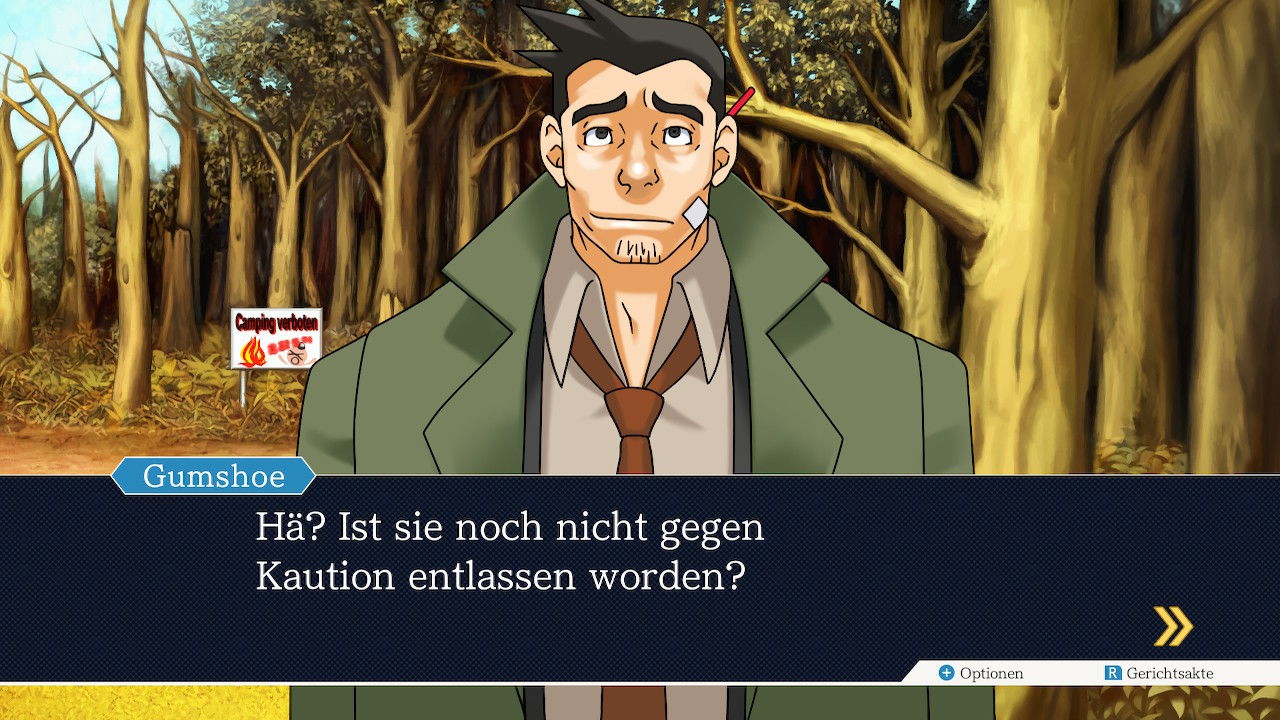 Camping verboten
Gumshoe
Hä? Ist sie noch nicht gegen
Kaution entlassen worden?
Optionen
R Gerichtsakte